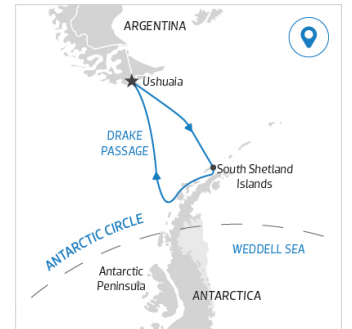 ARGENTINA
Ushuaia
DRAKE
PASSAGE
South Shetland
Islands
ANTARCTIC CIRCLE
WEDDELL SEA
Antarctic
Peninsula
ANTARCTICA